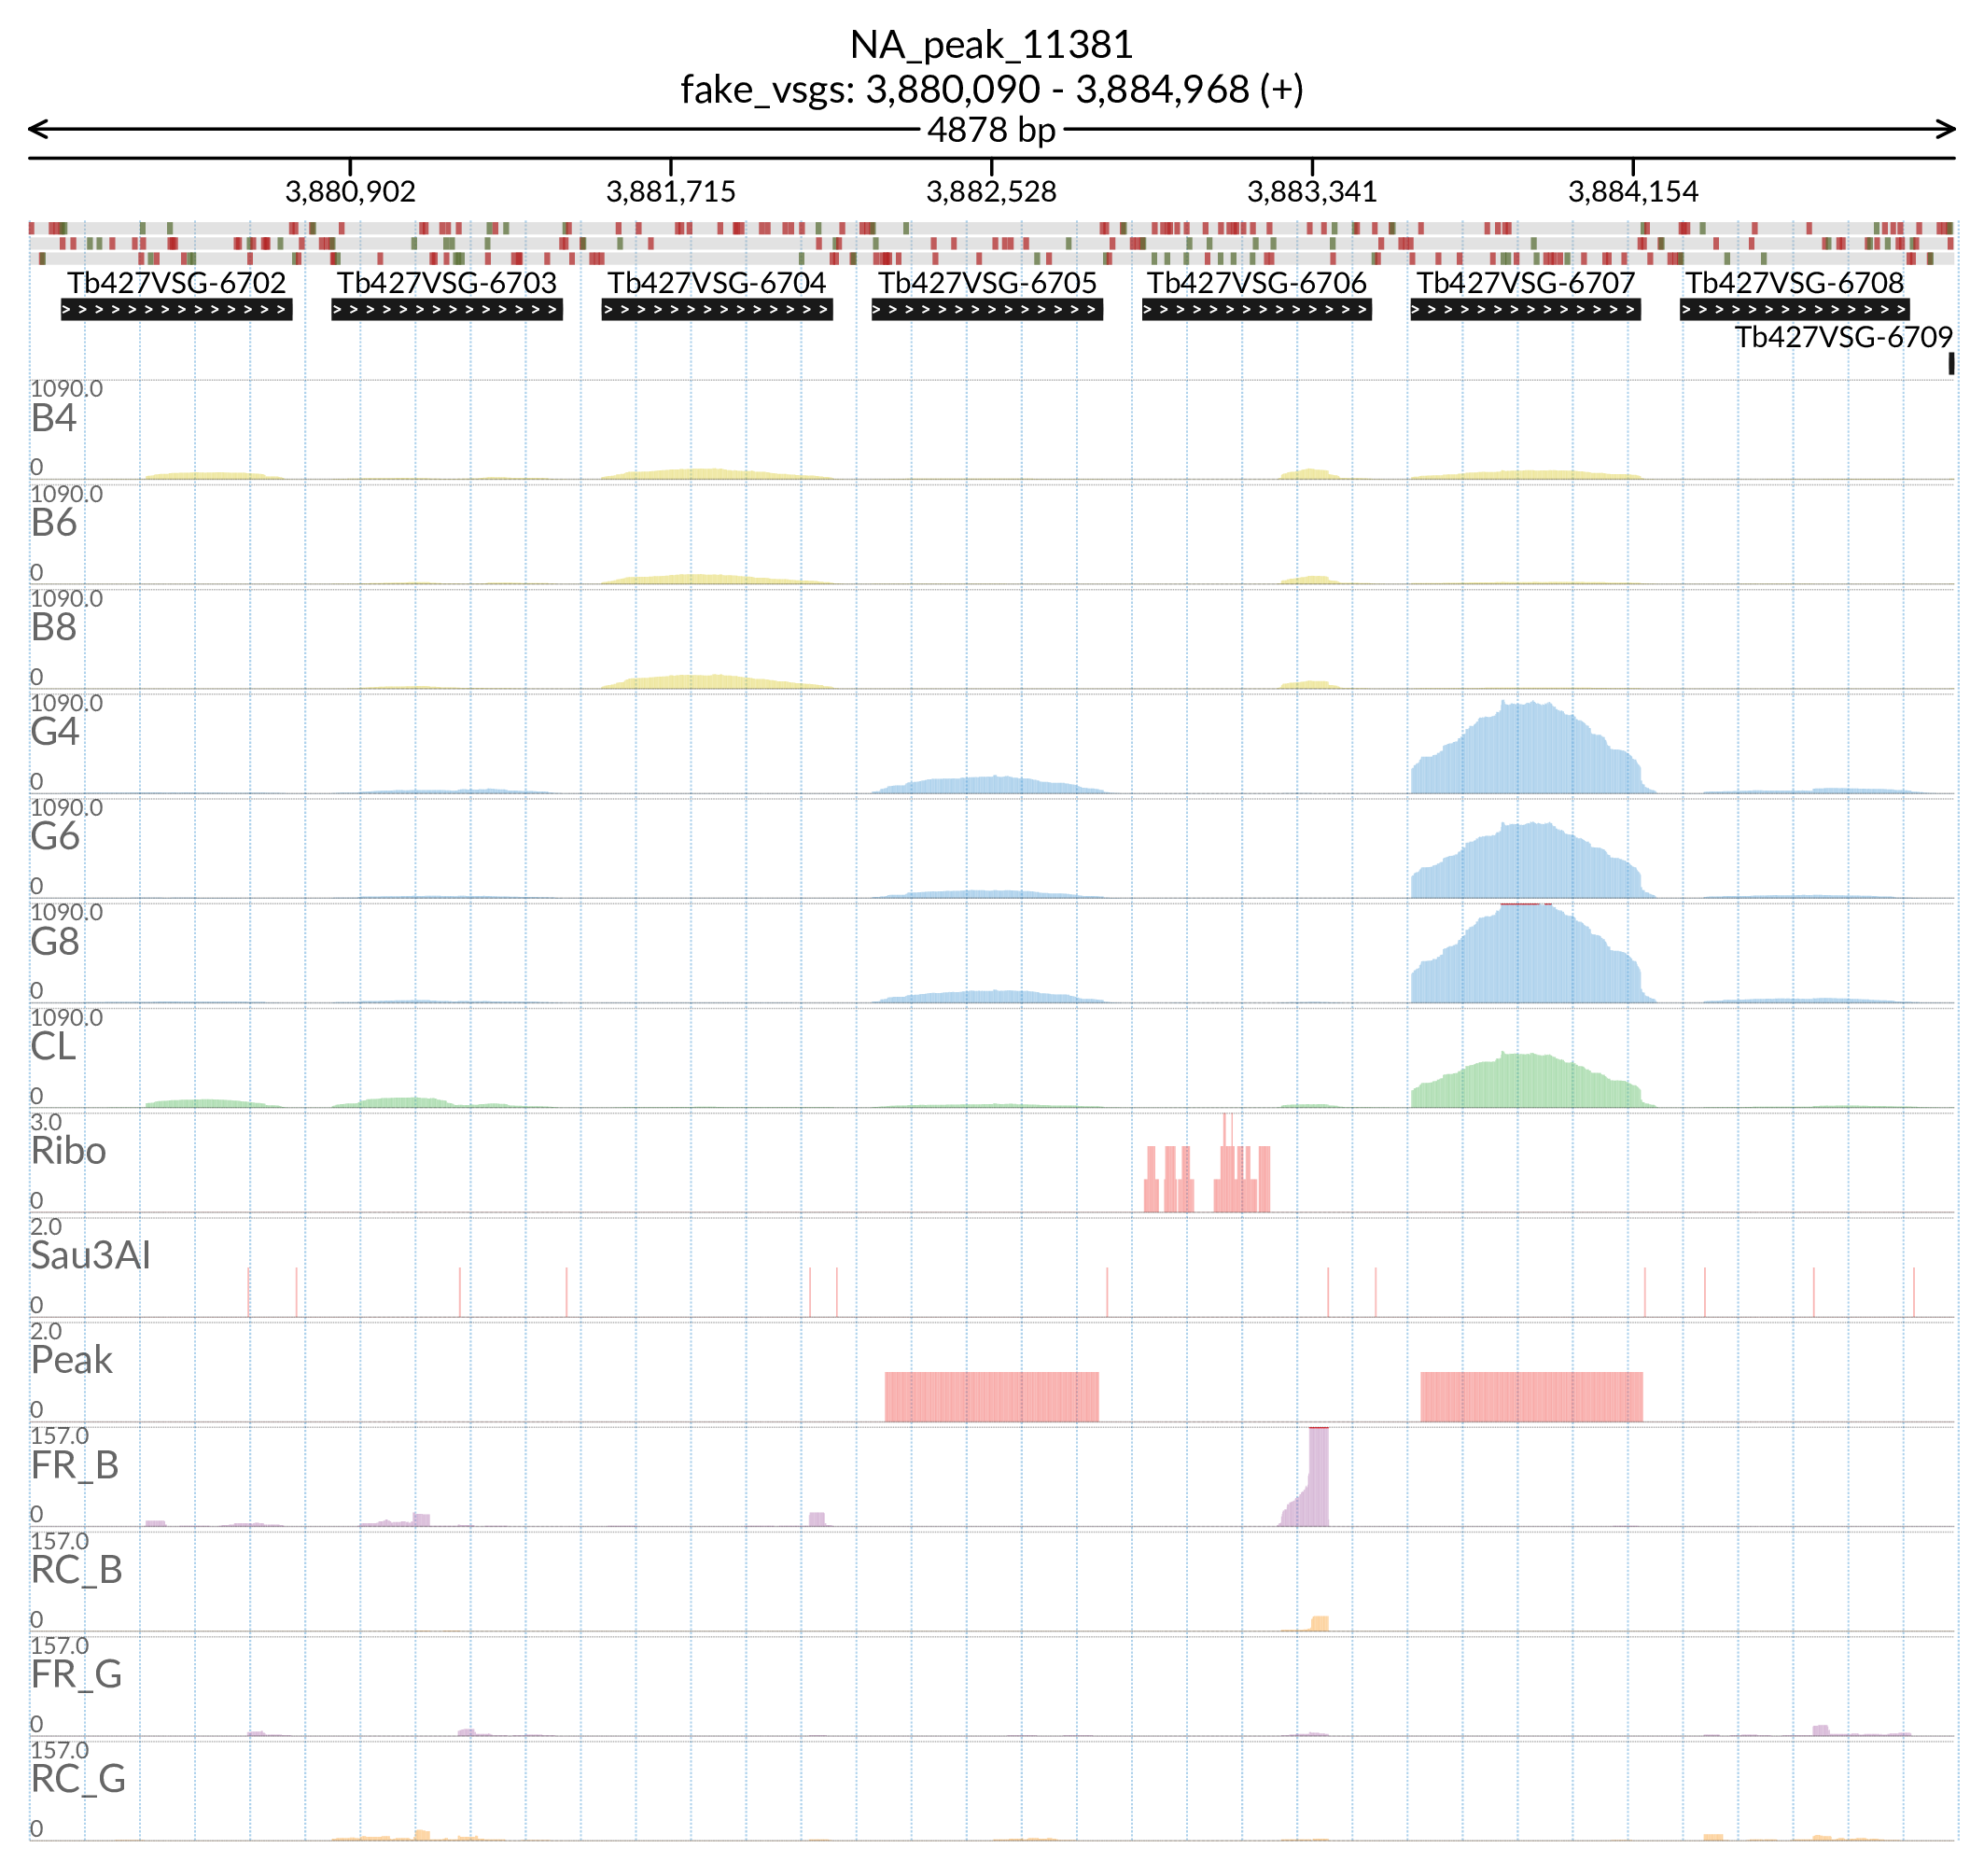 NA_peak_11381
fake_vsgs: 3,880,090 - 3,884,968 (+)
4878 bp
3,880,902 3,881,715 3,882,528 3,883,341 3,884,154
Tb427VSG-6702 Tb427VSG-6703 Tb427VSG-6704 Tb427VSG-6705 Tb427VSG-6706 Tb427VSG-6707 Tb427VSG-6708
Tb427VSG-6709
1090.0
B4
0
1090.0
B6
0
1090.0
B8
0
1090.0
G4
0
1090.0
G6
0
1090.0
G8
0
1090.0
CL
0
3.0
Ribo
0
2.0
Sau3AI
0
2.0
Peak
0
157.0
FR_B
0
157.0
RC_B
0
157.0
FR_G
0
157.0
RC_G
0